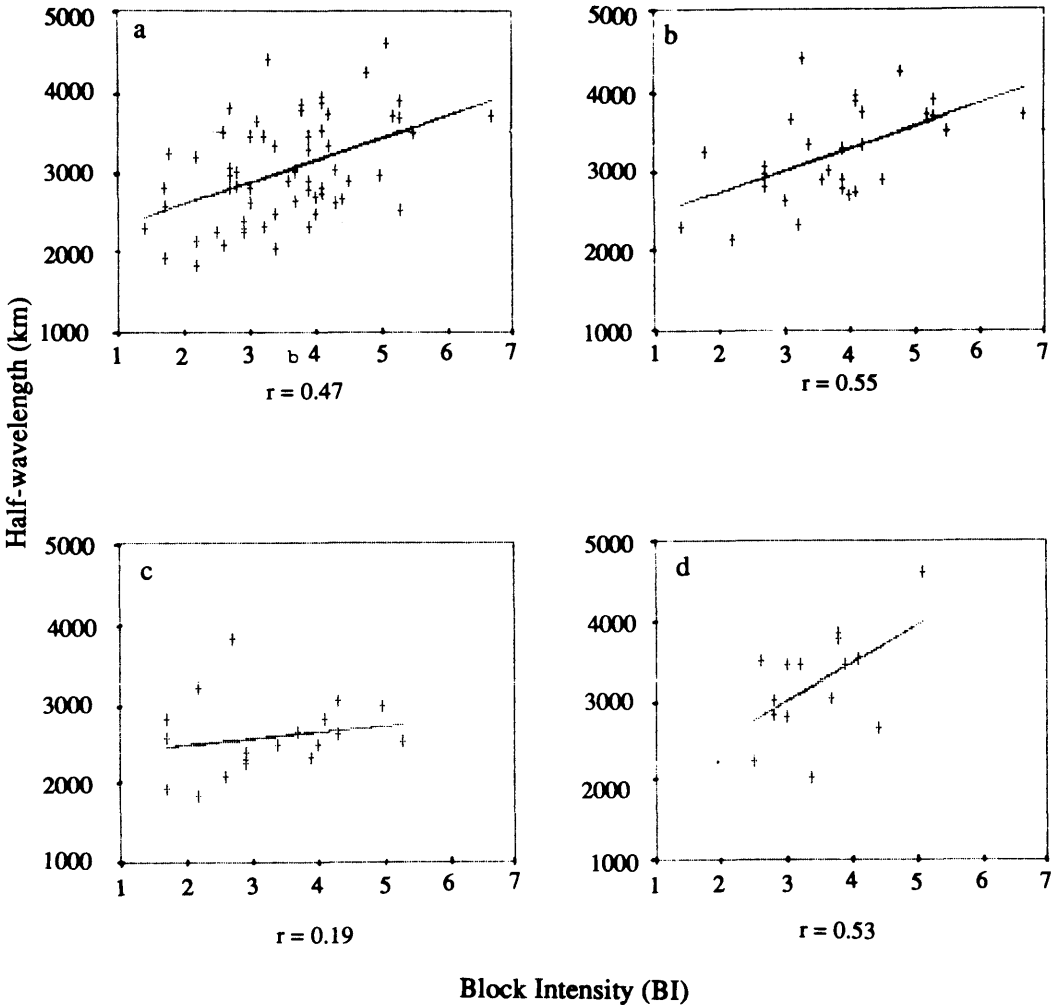 a
5000
4000
3000
2000
1000
1 2 3 b 4 5 6 7
r = 0.47
b
5000
4000
3000
2000
1000
1 2 3 4 5 6 7
r = 0.55
Half-wavelength (km)
c
5000
4000
3000
2000
1000
1 2 3 4 5 6 7
r = 0.19
d
5000
4000
3000
2000
1000
1 2 3 4 5 6 7
r = 0.53
Block Intensity (BI)